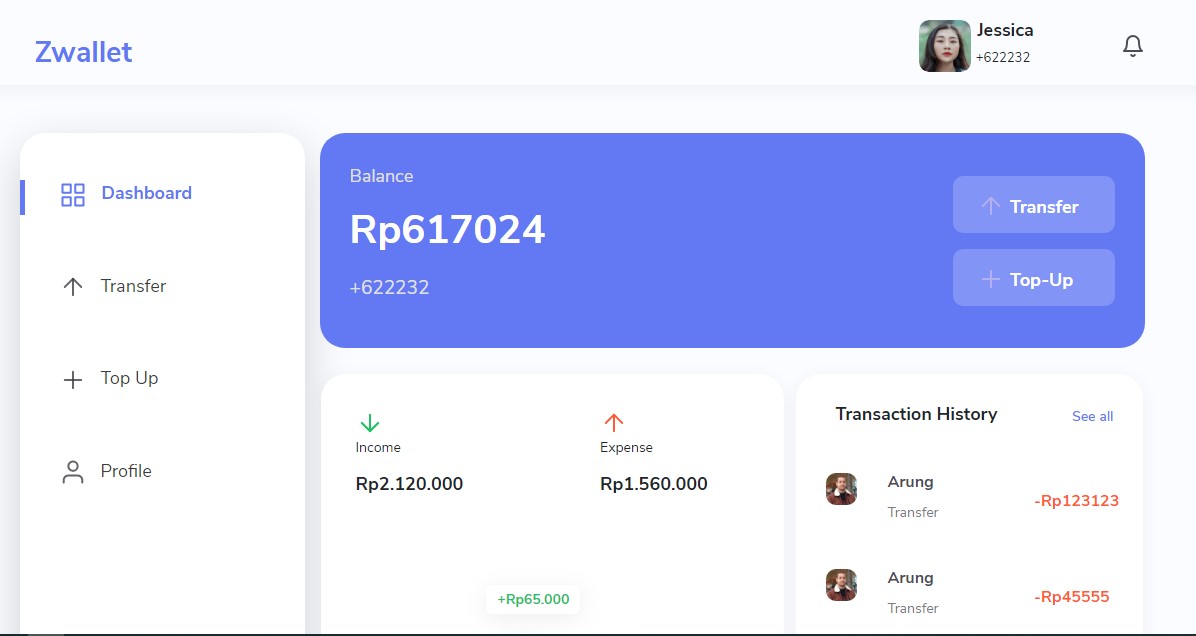 Zwallet
Jessica
+622232
Dashboard
Transfer
Top Up
Profile
Balance
Rp617024
+622232
Transfer
Top-Up
Income
Rp2.120.000
Expense
Rp1.560.000
+Rp65.000
Transaction History
See all
Arung
Transfer
-Rp123123
Arung
Transfer
-Rp45555